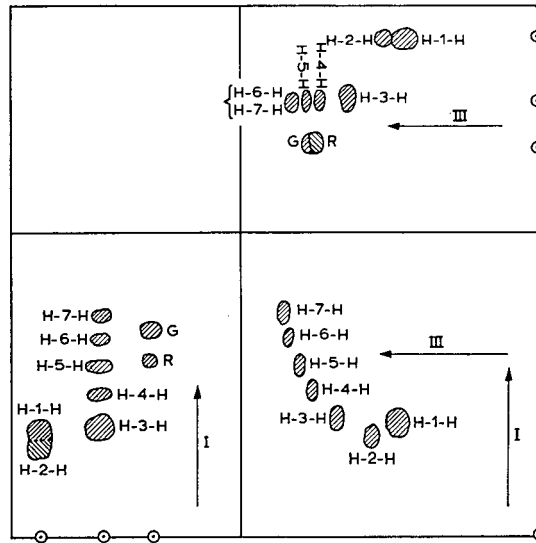 H-2-H H-1-H
H-5-H
H-4-H
H-6-H
H-7-H
H-3-H
III
G R
H-7-H
H-6-H
G
H-5-H
R
H-4-H
H-1-H
H-3-H
H-2-H
I
H-7-H
H-6-H
III
H-5-H
H-4-H
H-3-H
H-1-H
H-2-H
I